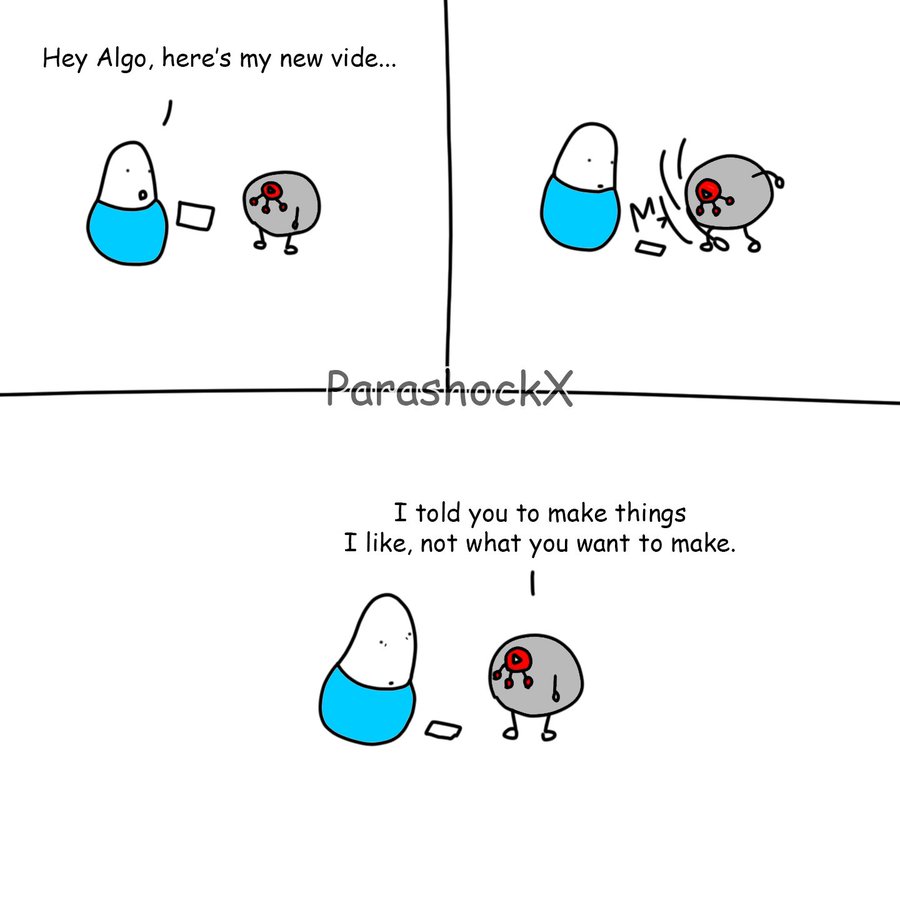 Hey Algo, here's my new vide...
ParashockX
I told you to make things
I like, not what you want to make.